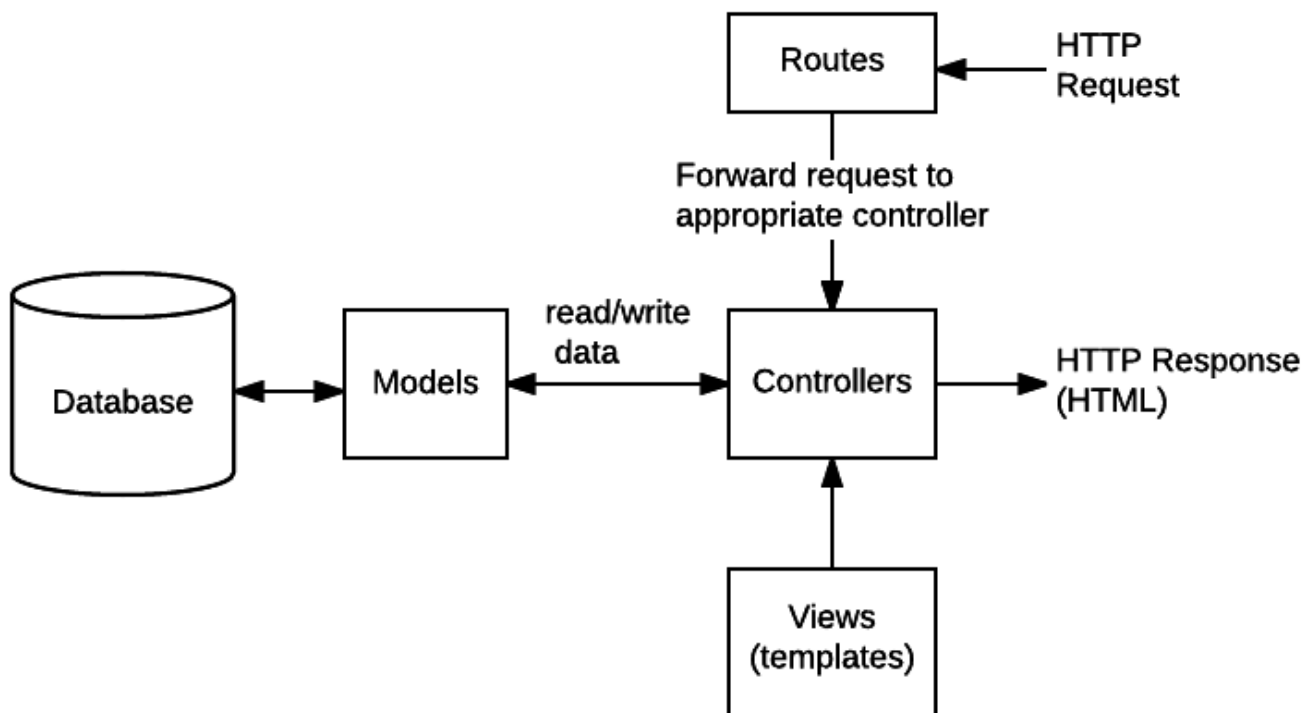 Routes
HTTP
Request
Forward request to
appropriate controller
Database
Models
read/write
data
Controllers
HTTP Response
(HTML)
Views
(templates)